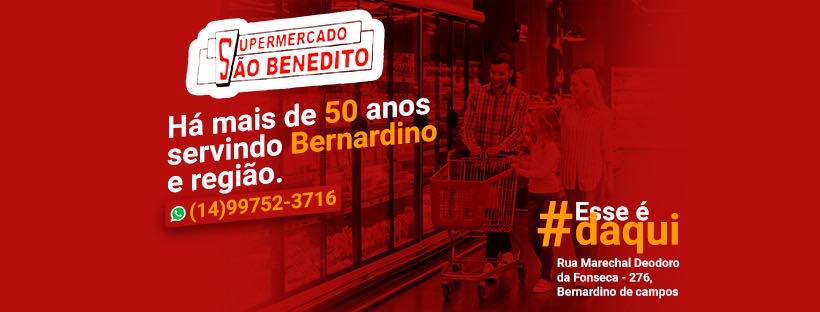 SUPERMERCADO
SÃO BENEDITO
Há mais de 50 anos
servindo Bernardino
e região.
(14)99752-3716
Esse é
#daqui
Rua Marechal Deodoro
da Fonseca - 276,
Bernardino de campos